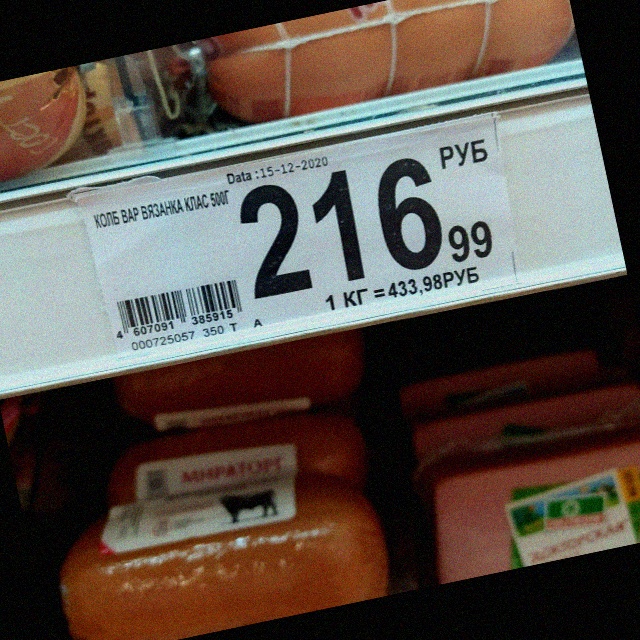 Data :15-12-2020
КОЛБ ВАР ВЯЗАНКА КЛАС 500Г
216 99 РУБ
1 КГ =433,98РУБ
4 607091 385915
000725057 350 Т А
МИРАТОРГ